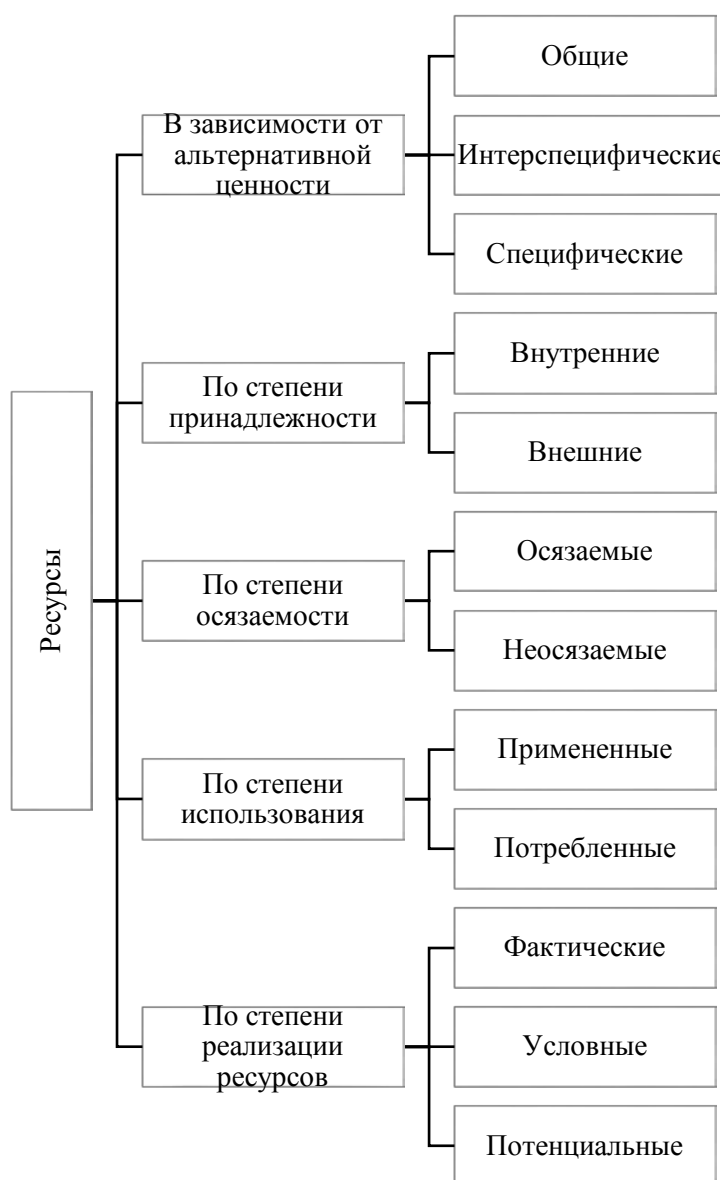 Ресурсы
В зависимости от
альтернативной
ценности
Общие
Интерспецифические
Специфические
По степени
принадлежности
Внутренние
Внешние
По степени
осязаемости
Осязаемые
Неосязаемые
По степени
использования
Примененные
Потребленные
По степени
реализации
ресурсов
Фактические
Условные
Потенциальные